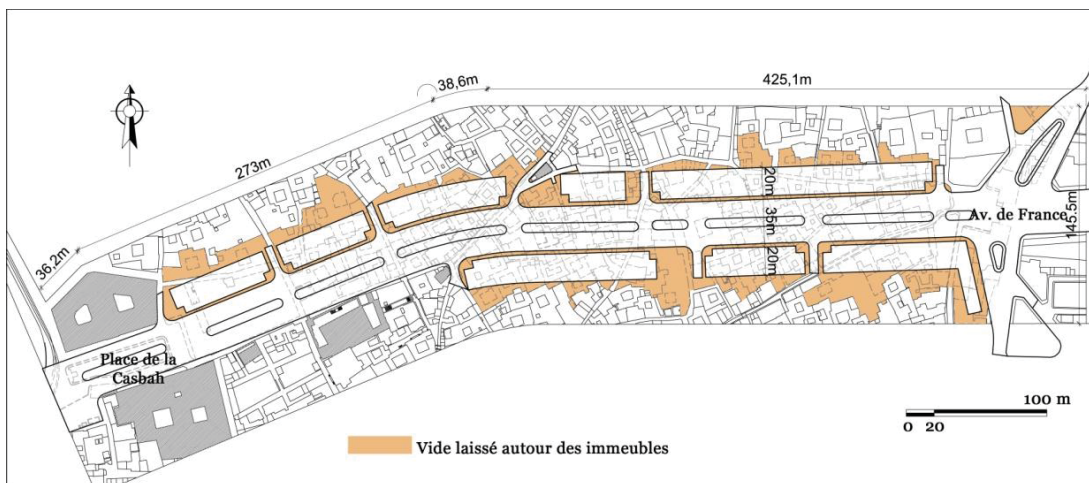 36,2m
273m
38,6m
425,1m
145.5m
20m
35m
20m
Av. de France
Place de la
Casbah
100 m
0 20
Vide laissé autour des immeubles